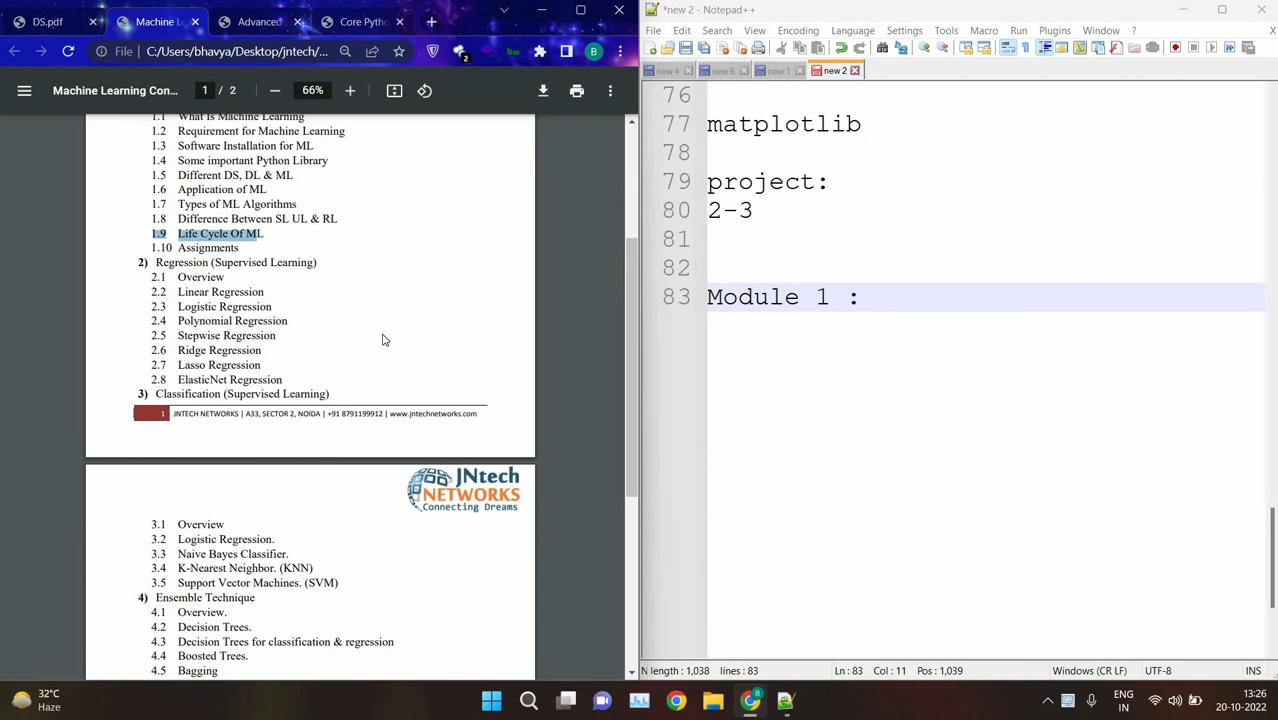 DS.pdf
Machine L
Advanced
Core Pytho
File
C:/Users/bhavya/Desktop/jntech/...
2
B
Machine Learning Con...
1 / 2
66%
1.1 What Is Machine Learning
1.2 Requirement for Machine Learning
1.3 Software Installation for ML
1.4 Some important Python Library
1.5 Different DS, DL & ML
1.6 Application of ML
1.7 Types of ML Algorithms
1.8 Difference Between SL UL & RL
1.9 Life Cycle Of ML
1.10 Assignments
2) Regression (Supervised Learning)
2.1 Overview
2.2 Linear Regression
2.3 Logistic Regression
2.4 Polynomial Regression
2.5 Stepwise Regression
2.6 Ridge Regression
2.7 Lasso Regression
2.8 ElasticNet Regression
3) Classification (Supervised Learning)
1 JNTECH NETWORKS | A33, SECTOR 2, NOIDA | +91 8791199912 | www.jntechnetworks.com
JNtech
NETWORKS
Connecting Dreams
3.1 Overview
3.2 Logistic Regression.
3.3 Naive Bayes Classifier.
3.4 K-Nearest Neighbor. (KNN)
3.5 Support Vector Machines. (SVM)
4) Ensemble Technique
4.1 Overview.
4.2 Decision Trees.
4.3 Decision Trees for classification & regression
4.4 Boosted Trees.
4.5 Bagging
*new 2 - Notepad++
File Edit Search View Encoding Language Settings Tools Macro Run Plugins Window ?
X
new 4
new 6
new 1
new 2
76
77 matplotlib
78
79 project:
80 2-3
81
82
83 Module 1 :
N length : 1,038 lines : 83
Ln : 83 Col : 11 Pos : 1,039
Windows (CR LF)
UTF-8
INS
32°C
Haze
B
ENG
IN
13:26
20-10-2022